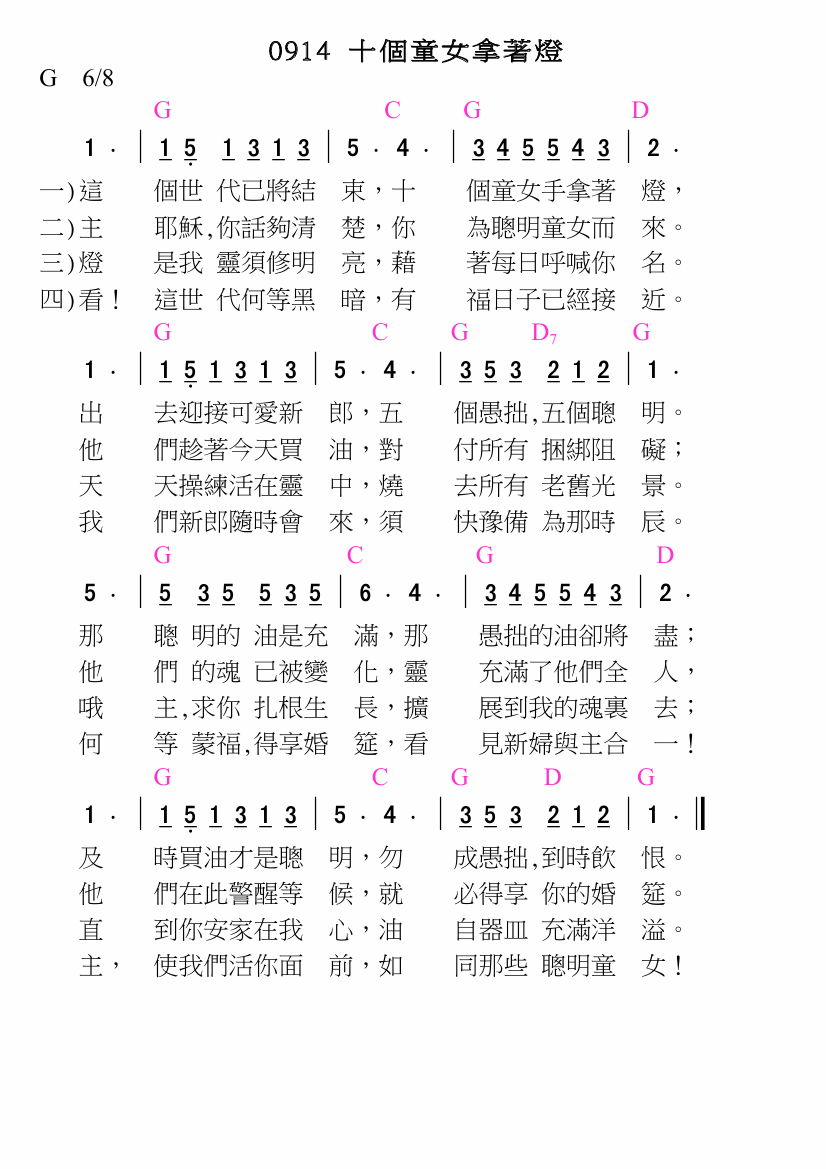 0914 十個童女拿著燈
G 6/8
G C G D
1 . | 1 5̣ 1 3 1 3 | 5 . 4 . | 3 4 5 5 4 3 | 2 .
一)這 個世 代已將結 束，十 個童女手拿著 燈，
二)主 耶穌,你話夠清 楚，你 為聰明童女而 來。
三)燈 是我 靈須修明 亮，藉 著每日呼喊你 名。
四)看！ 這世 代何等黑 暗，有 福日子已經接 近。
G C G D7 G
1 . | 1 5̣ 1 3 1 3 | 5 . 4 . | 3 5 3 2 1 2 | 1 .
出 去迎接可愛新 郎，五 個愚拙,五個聰 明。
他 們趁著今天買 油，對 付所有 捆綁阻 礙；
天 天操練活在靈 中，燒 去所有 老舊光 景。
我 們新郎隨時會 來，須 快豫備 為那時 辰。
G C G D
5 . | 5 3 5 5 3 5 | 6 . 4 . | 3 4 5 5 4 3 | 2 .
那 聰 明的 油是充 滿，那 愚拙的油卻將 盡；
他 們 的魂 已被變 化，靈 充滿了他們全 人，
哦 主,求你 扎根生 長，擴 展到我的魂裏 去；
何 等 蒙福,得享婚 筵，看 見新婦與主合 一！
G C G D G
1 . | 1 5̣ 1 3 1 3 | 5 . 4 . | 3 5 3 2 1 2 | 1 . ‖
及 時買油才是聰 明，勿 成愚拙,到時飲 恨。
他 們在此警醒等 候，就 必得享 你的婚 筵。
直 到你安家在我 心，油 自器皿 充滿洋 溢。
主， 使我們活你面 前，如 同那些 聰明童 女！